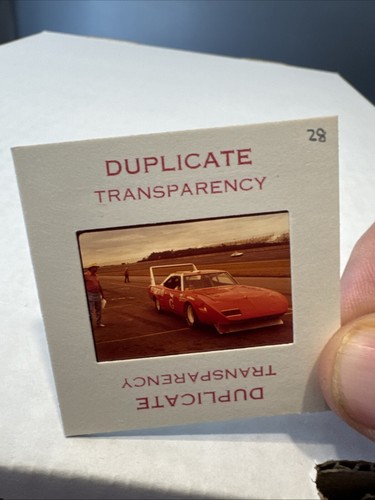 28
DUPLICATE
TRANSPARENCY
DUPLICATE
TRANSPARENCY